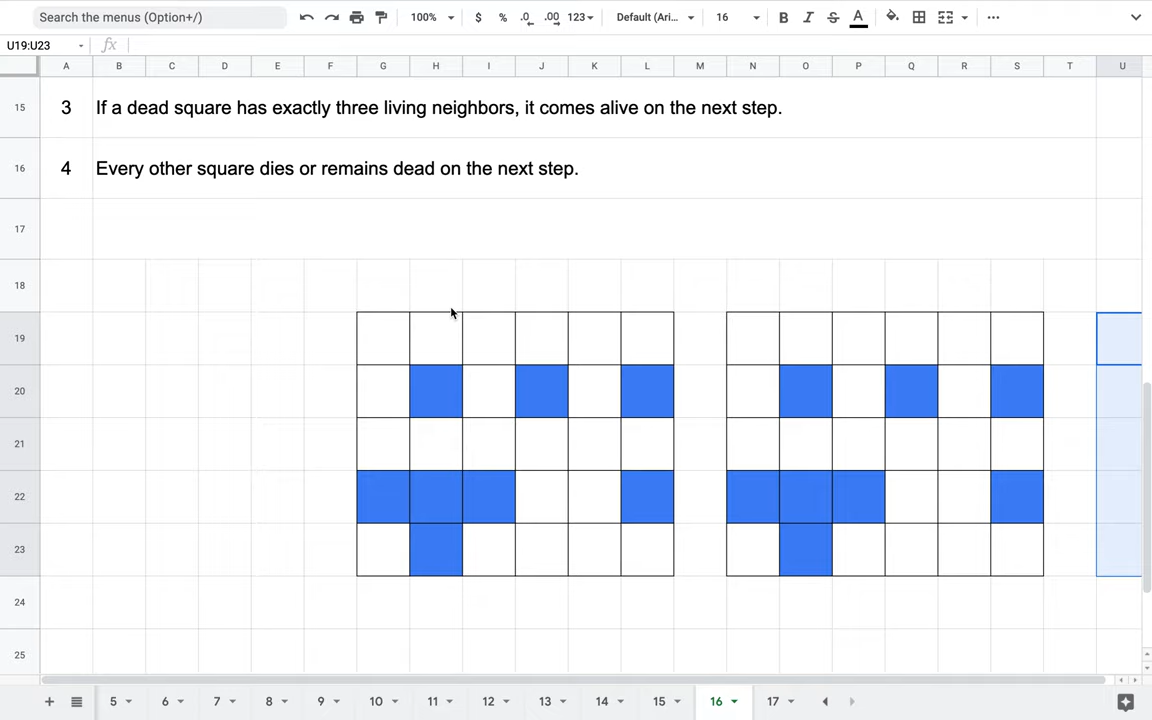 Search the menus (Option+/)
100%
$ % .0 .00 123
Default (Ari...
16
B I S A
U19:U23
fx
A B C D E F G H I J K L M N O P Q R S T U
15 3 If a dead square has exactly three living neighbors, it comes alive on the next step.
16 4 Every other square dies or remains dead on the next step.
17
18
19
20
21
22
23
24
25
5 6 7 8 9 10 11 12 13 14 15 16 17